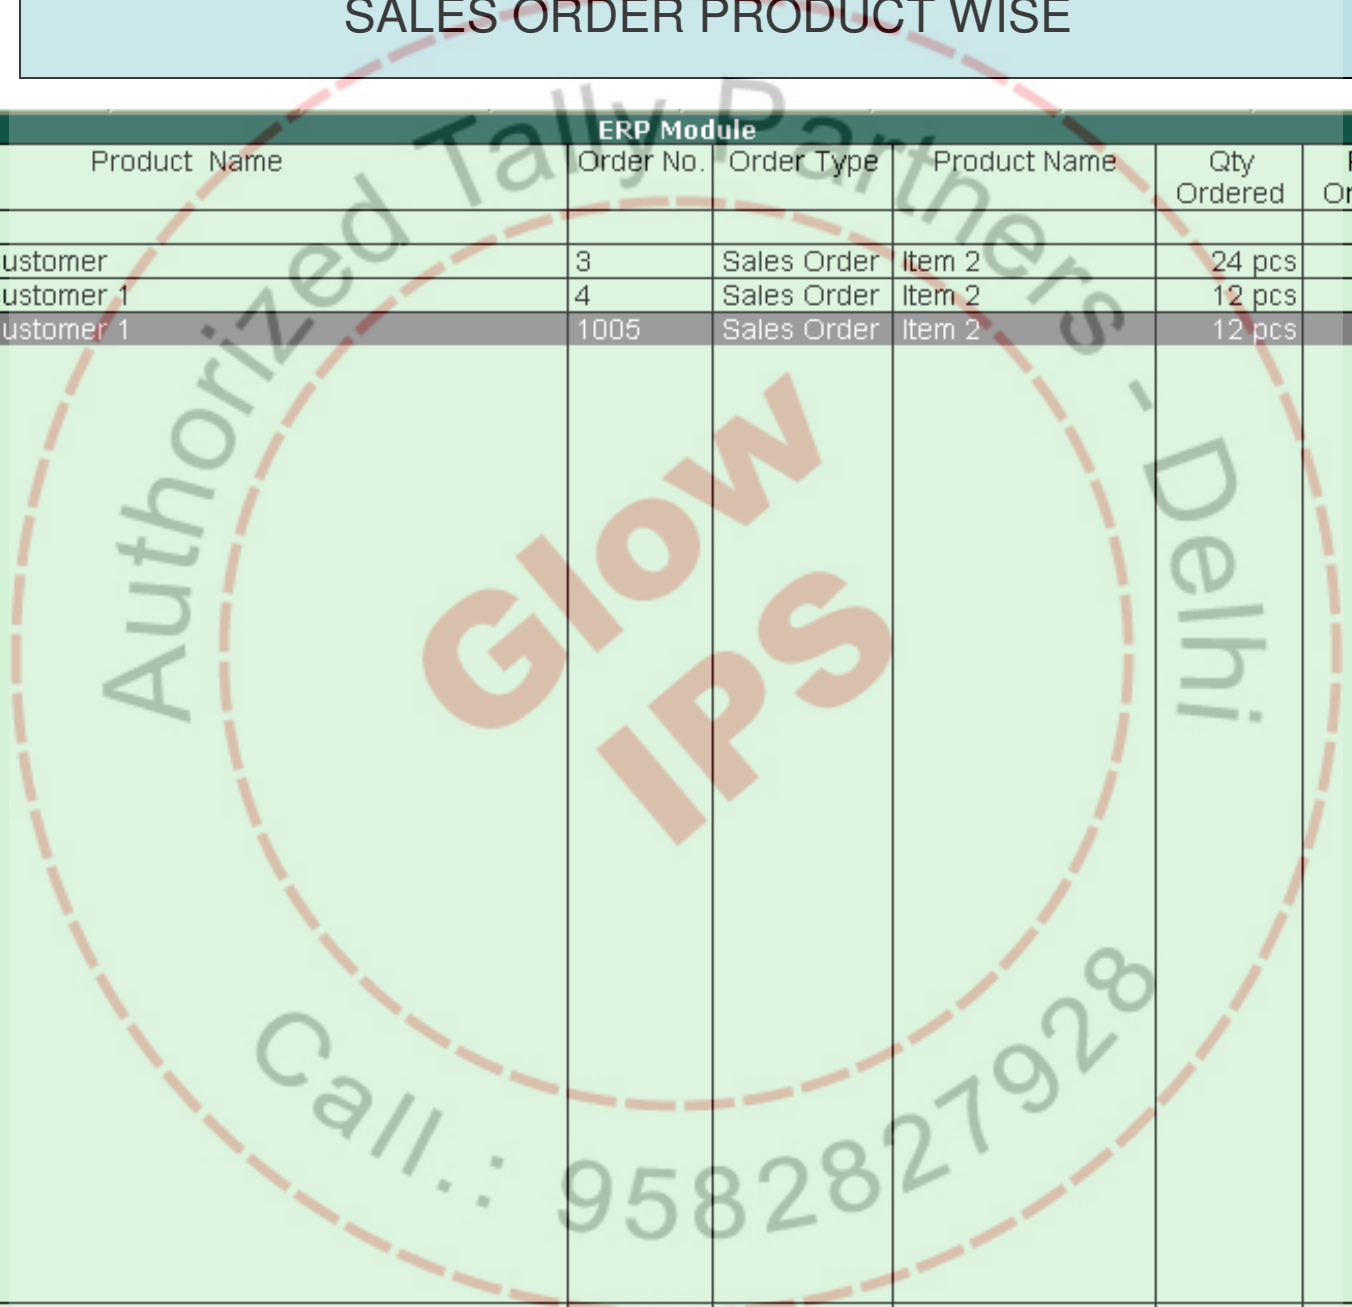 SALES ORDER PRODUCT WISE
ERP Module
Product Name Order No. Order Type Product Name Qty Ordered
ustomer 3 Sales Order Item 2 24 pcs
ustomer 1 4 Sales Order Item 2 12 pcs
ustomer 1 1005 Sales Order Item 2 12 pcs
Authorized Tally Partners - Delhi
Glow
IPS
Call.: 9582827928